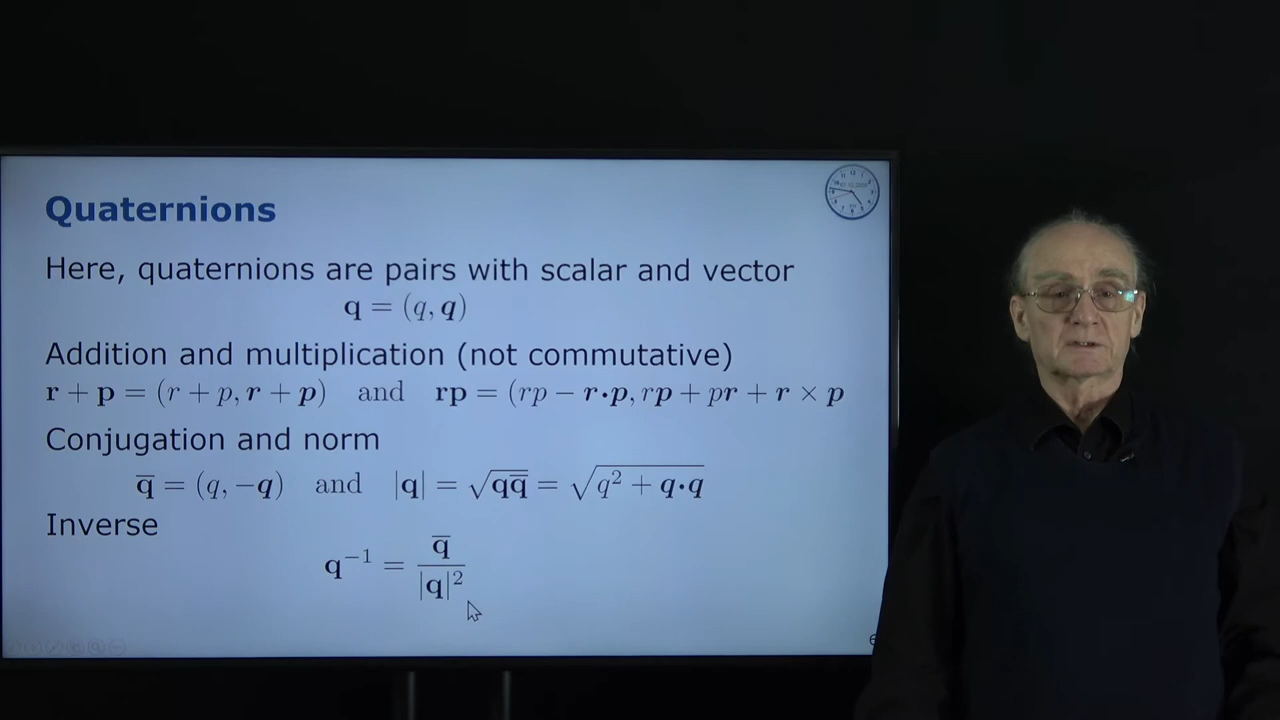 Quaternions
Here, quaternions are pairs with scalar and vector
q = (q, q)
Addition and multiplication (not commutative)
r + p = (r + p, r + p) and rp = (rp − r·p, rp + pr + r × p
Conjugation and norm
q̅ = (q, −q) and |q| = √qq̅ = √q² + q·q
Inverse
q⁻¹ = q̅ / |q|²